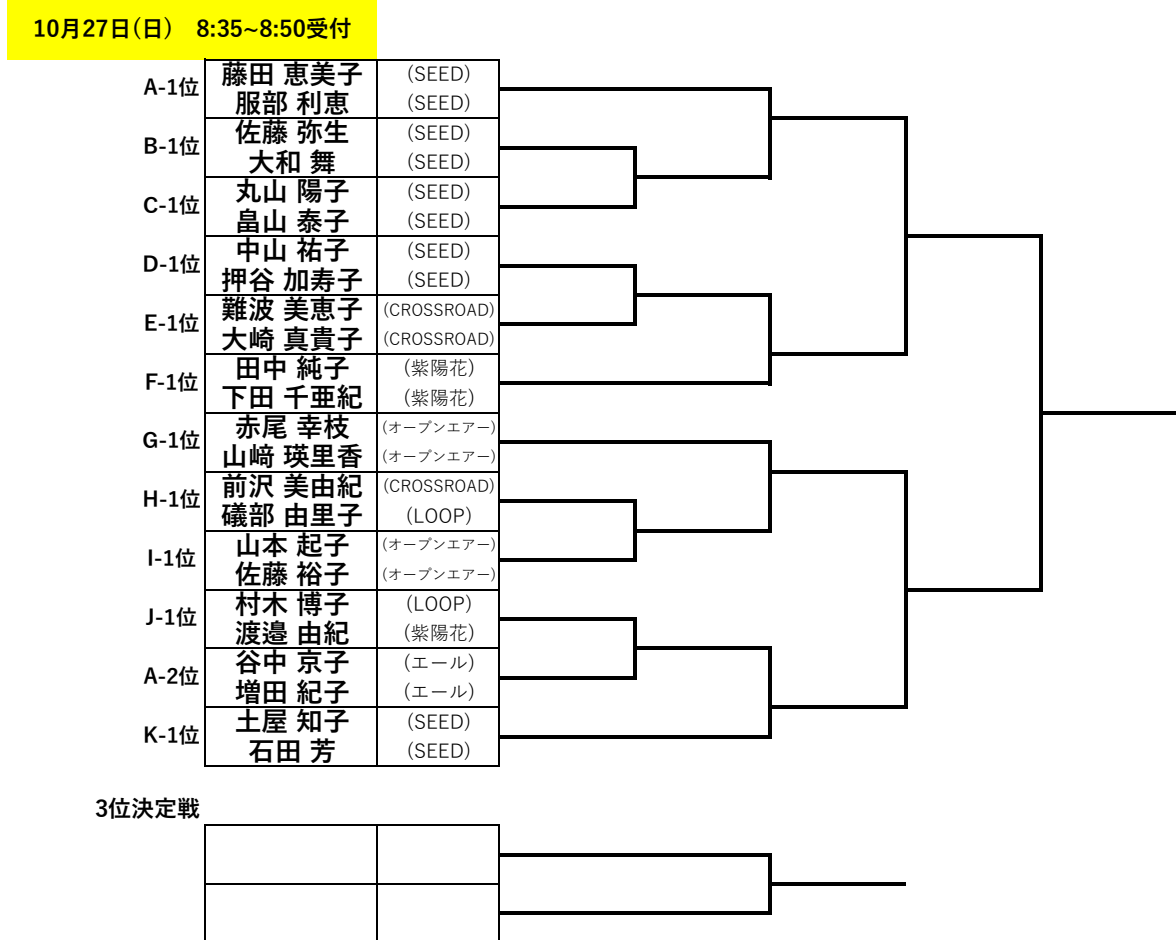 10月27日(日)　8:35~8:50受付
A-1位 藤田 恵美子 (SEED)
服部 利恵 (SEED)
B-1位 佐藤 弥生 (SEED)
大和 舞 (SEED)
C-1位 丸山 陽子 (SEED)
畠山 泰子 (SEED)
D-1位 中山 祐子 (SEED)
押谷 加寿子 (SEED)
E-1位 難波 美恵子 (CROSSROAD)
大崎 真貴子 (CROSSROAD)
F-1位 田中 純子 (紫陽花)
下田 千亜紀 (紫陽花)
G-1位 赤尾 幸枝 (オープンエアー)
山﨑 瑛里香 (オープンエアー)
H-1位 前沢 美由紀 (CROSSROAD)
礒部 由里子 (LOOP)
I-1位 山本 起子 (オープンエアー)
佐藤 裕子 (オープンエアー)
J-1位 村木 博子 (LOOP)
渡邉 由紀 (紫陽花)
A-2位 谷中 京子 (エール)
増田 紀子 (エール)
K-1位 土屋 知子 (SEED)
石田 芳 (SEED)
3位決定戦